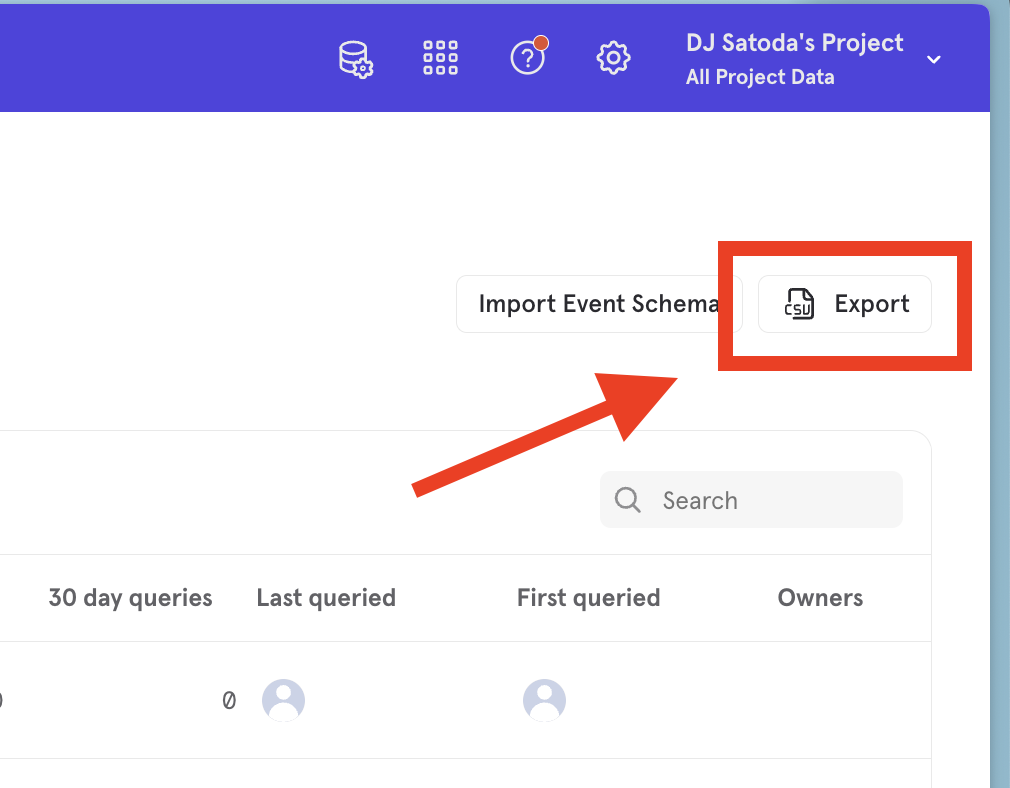 DJ Satoda's Project
All Project Data
Import Event Schema
CSV Export
Search
30 day queries Last queried First queried Owners
0